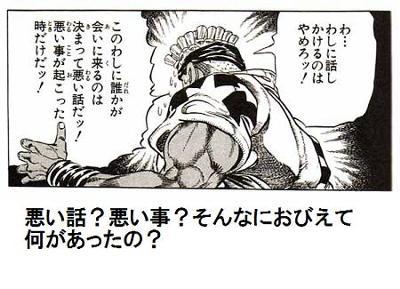 わ…
わしに話し
かけるのは
やめろッ!
このわしに誰かが
会いに来るのは
決まって悪い話だッ!
悪い事が起こった
時だけだッ!
悪い話?悪い事?そんなにおびえて
何があったの?